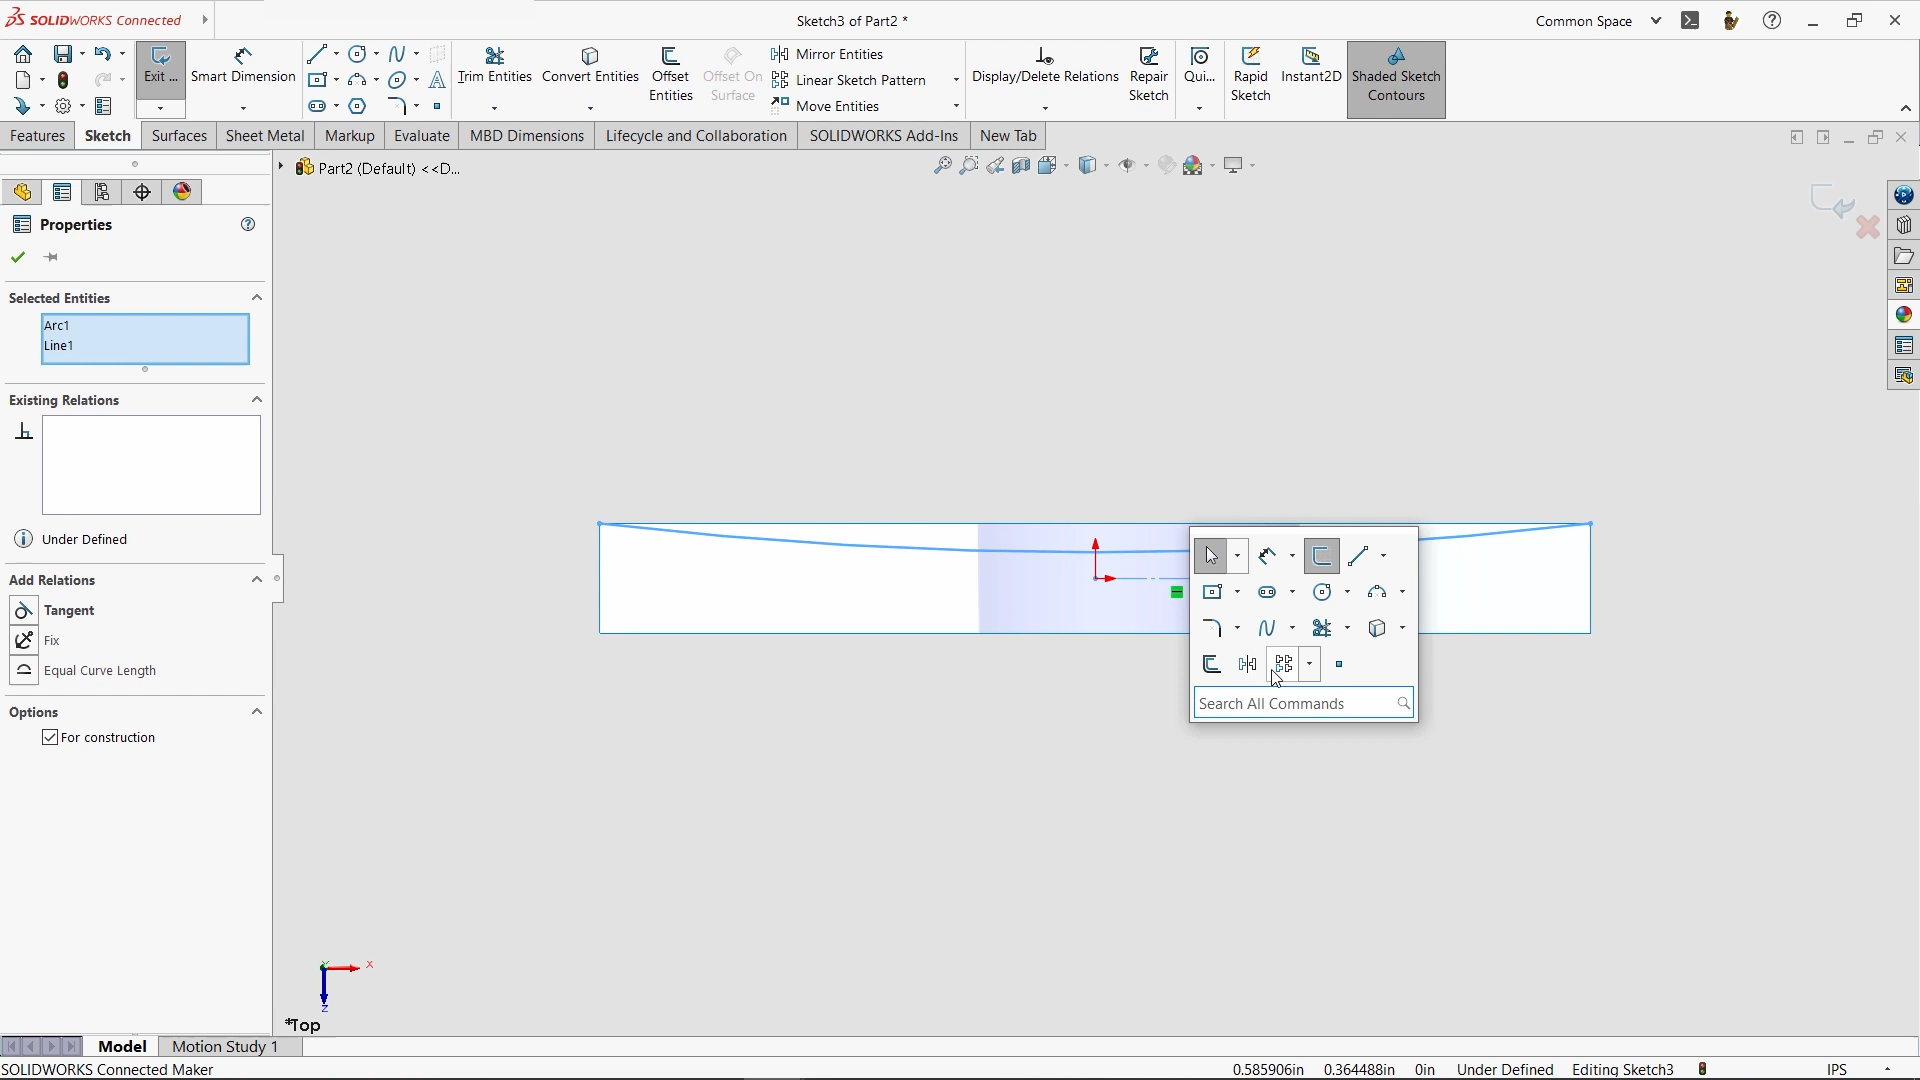 SOLIDWORKS Connected
Sketch3 of Part2 *
Common Space
Exit ...
Smart Dimension
Trim Entities
Convert Entities
Offset
Entities
Offset On
Surface
Mirror Entities
Linear Sketch Pattern
Move Entities
Display/Delete Relations
Repair
Sketch
Qui...
Rapid
Sketch
Instant2D
Shaded Sketch
Contours
Features
Sketch
Surfaces
Sheet Metal
Markup
Evaluate
MBD Dimensions
Lifecycle and Collaboration
SOLIDWORKS Add-Ins
New Tab
Part2 (Default) <<D...
Properties
Selected Entities
Arc1
Line1
Existing Relations
Under Defined
Add Relations
Tangent
Fix
Equal Curve Length
Options
For construction
Search All Commands
Y
X
Z
*Top
Model
Motion Study 1
SOLIDWORKS Connected Maker
0.585906in
0.364488in
0in
Under Defined
Editing Sketch3
IPS